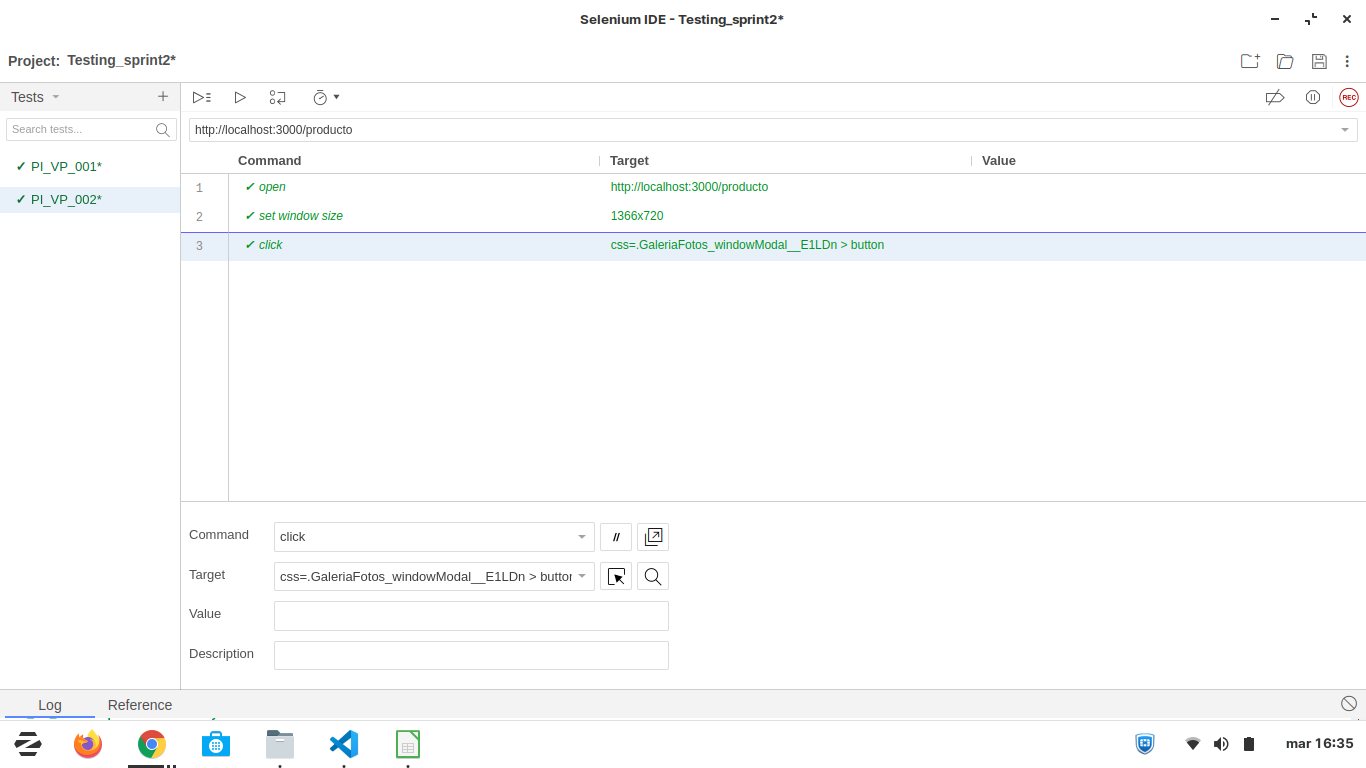 Selenium IDE - Testing_sprint2*
Project: Testing_sprint2*
Tests
Search tests...
✓ PI_VP_001*
✓ PI_VP_002*
REC
http://localhost:3000/producto
Command Target Value
1 ✓ open http://localhost:3000/producto
2 ✓ set window size 1366x720
3 ✓ click css=.GaleriaFotos_windowModal__E1LDn > button
Command click //
Target css=.GaleriaFotos_windowModal__E1LDn > button
Value
Description
Log Reference
mar 16:35